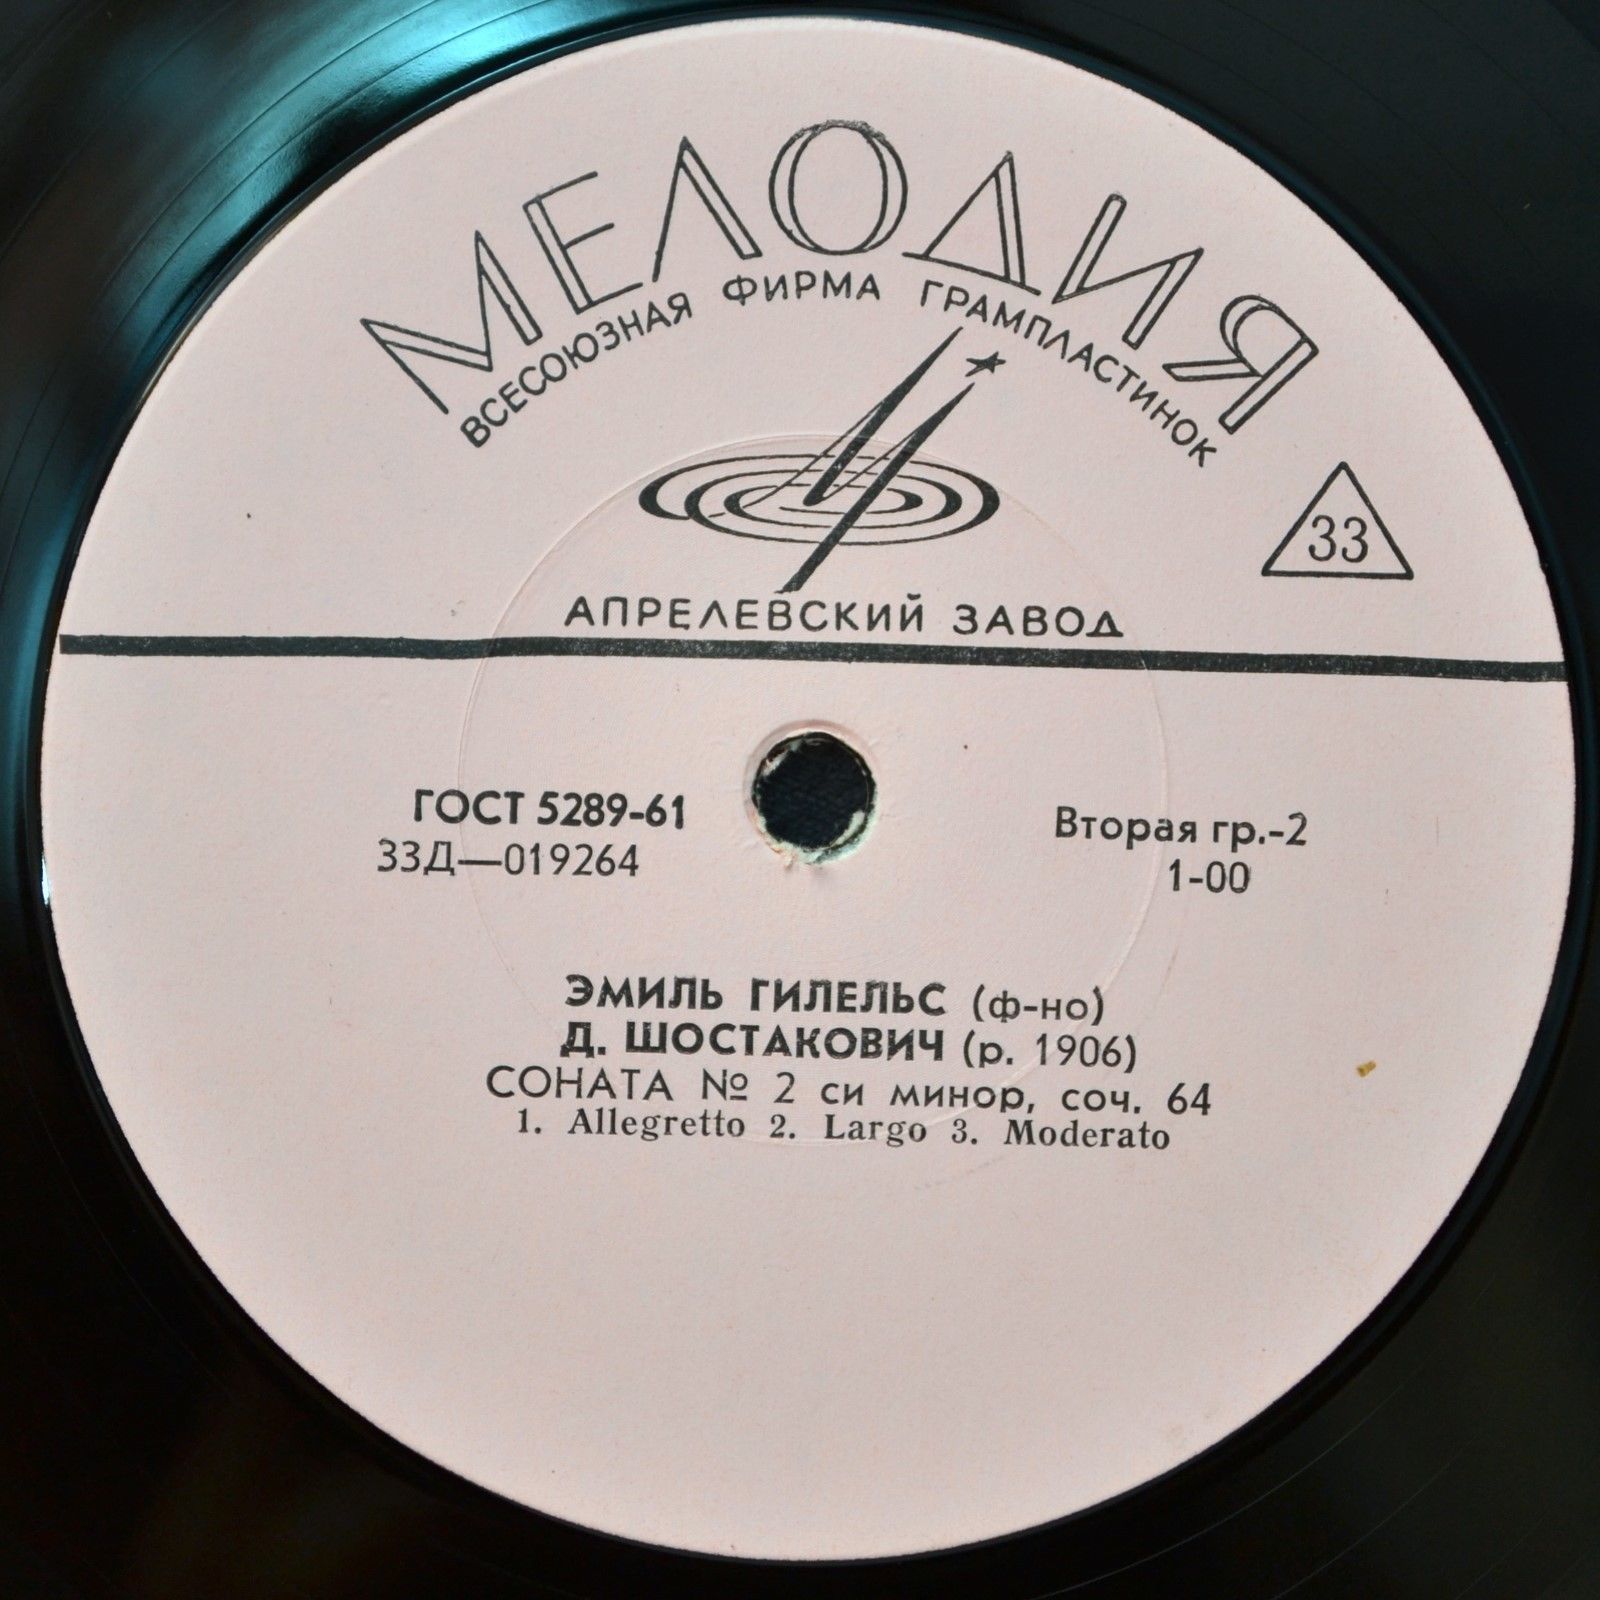 МЕЛОДИЯ
ВСЕСОЮЗНАЯ ФИРМА ГРАМПЛАСТИНОК
33
АПРЕЛЕВСКИЙ ЗАВОД
ГОСТ 5289-61
Вторая гр.-2
33Д—019264
1-00
ЭМИЛЬ ГИЛЕЛЬС (ф-но)
Д. ШОСТАКОВИЧ (р. 1906)
СОНАТА № 2 си минор, соч. 64
1. Allegretto 2. Largo 3. Moderato